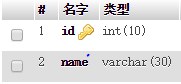 # 名字 类型
1 id int(10)
2 name varchar(30)